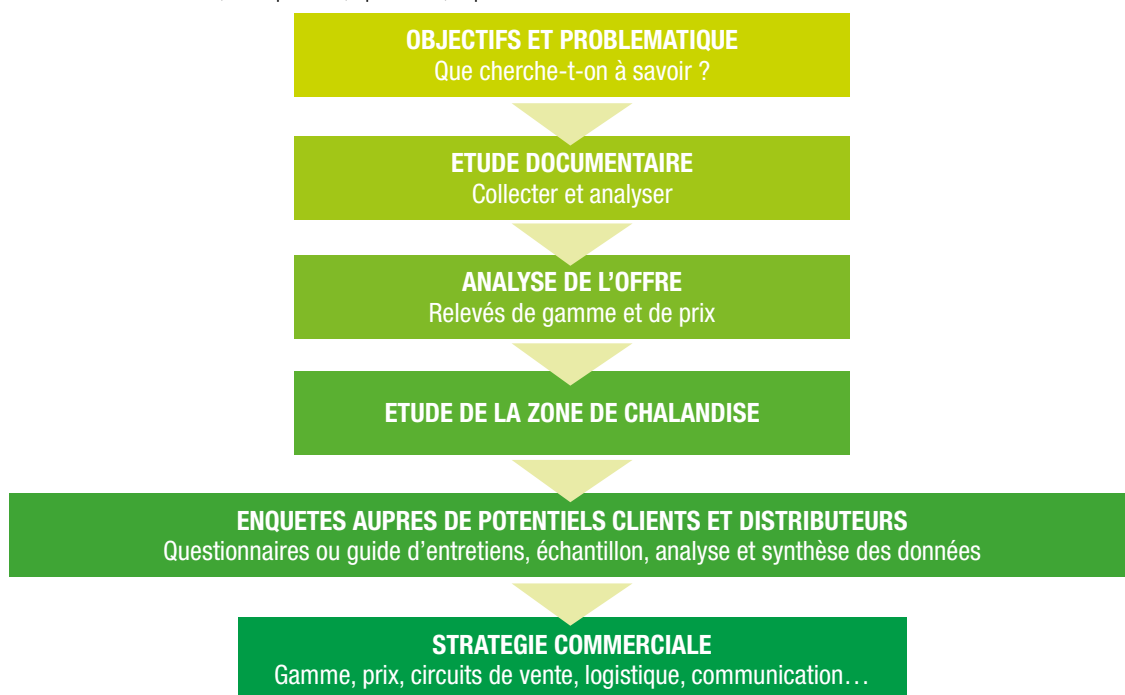 OBJECTIFS ET PROBLEMATIQUE
Que cherche-t-on à savoir ?
ETUDE DOCUMENTAIRE
Collecter et analyser
ANALYSE DE L'OFFRE
Relevés de gamme et de prix
ETUDE DE LA ZONE DE CHALANDISE
ENQUETES AUPRES DE POTENTIELS CLIENTS ET DISTRIBUTEURS
Questionnaires ou guide d'entretiens, échantillon, analyse et synthèse des données
STRATEGIE COMMERCIALE
Gamme, prix, circuits de vente, logistique, communication…